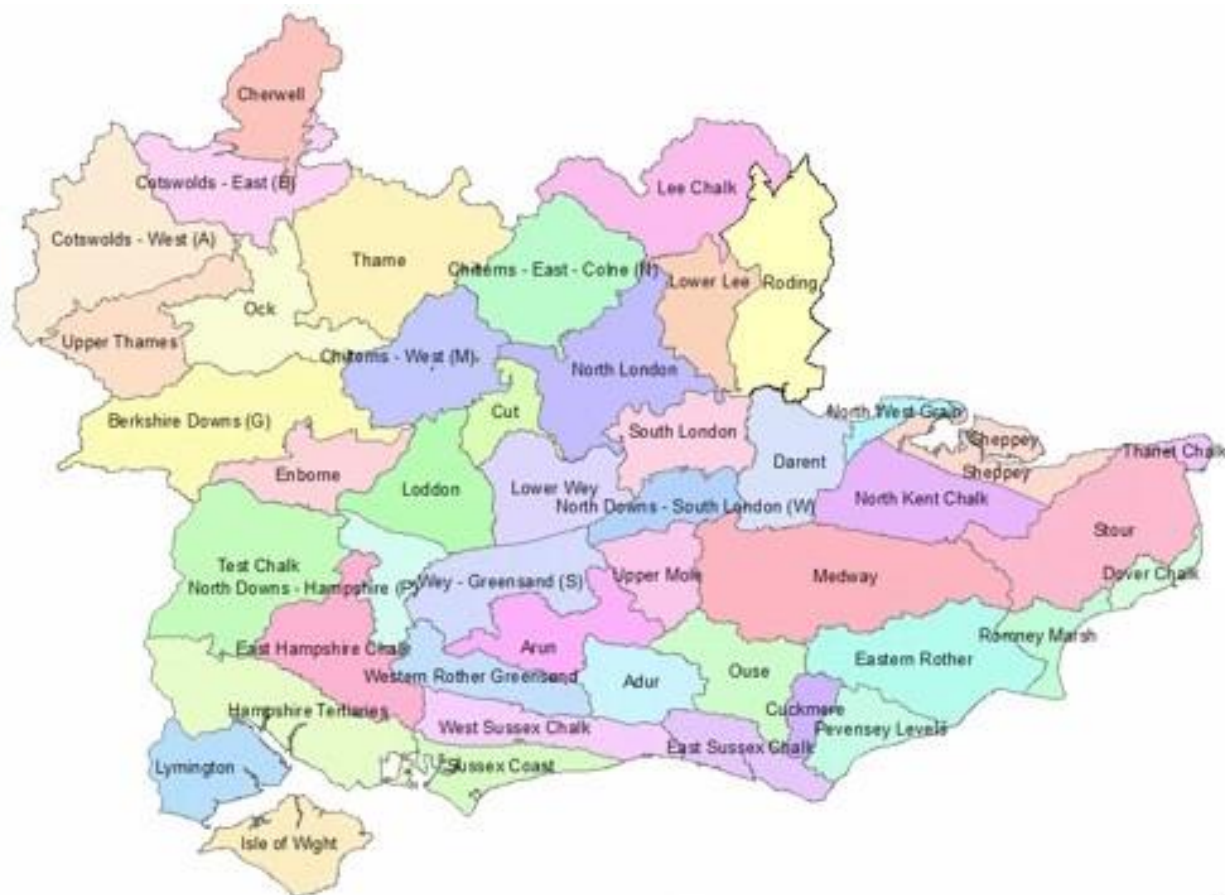 Cherwell
Cotswolds - East (B)
Lee Chalk
Cotswolds - West (A)
Thame
Chilterns - East - Colne (N)
Lower Lee
Roding
Ock
Upper Thames
Chilterns - West (M)
North London
Berkshire Downs (G)
Cut
North West Grain
South London
Sheppey
Thanet Chalk
Enborne
Loddon
Lower Wey
Darent
Sheppey
North Kent Chalk
North Downs - South London (W)
Stour
Test Chalk
North Downs - Hampshire (P)
Wey - Greensand (S)
Upper Mole
Medway
Dover Chalk
Romney Marsh
East Hampshire Chalk
Arun
Eastern Rother
Western Rother Greensand
Adur
Ouse
Hampshire Tertiaries
Cuckmere
West Sussex Chalk
Pevensey Levels
East Sussex Chalk
Lymington
Sussex Coast
Isle of Wight